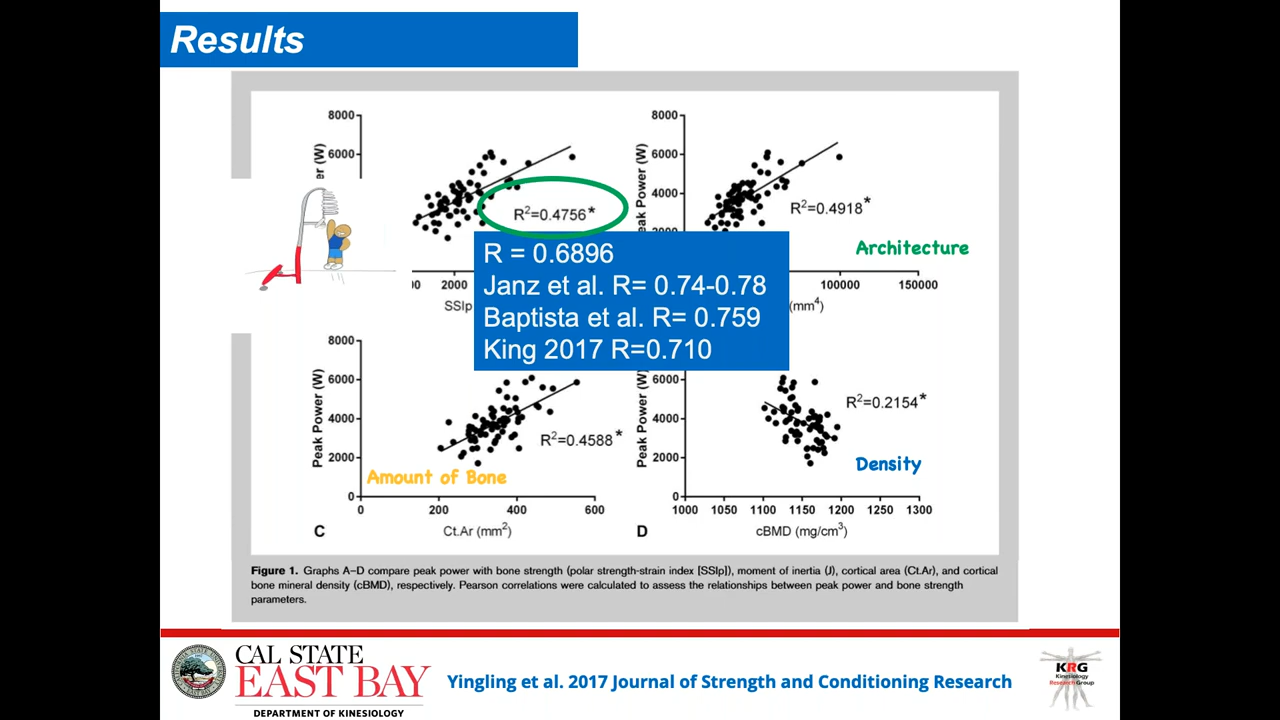 Results
8000
6000
er (W)
R²=0.4756*
2000
SSIp
8000
6000
4000
Peak Power (W)
R²=0.4918*
Architecture
100000
150000
(mm⁴)
R = 0.6896
Janz et al. R= 0.74-0.78
Baptista et al. R= 0.759
King 2017 R=0.710
8000
6000
4000
2000
0
Peak Power (W)
R²=0.4588*
Amount of Bone
0
200
400
600
C
Ct.Ar (mm²)
6000
4000
2000
0
Peak Power (W)
R²=0.2154*
Density
1000
1050
1100
1150
1200
1250
1300
D
cBMD (mg/cm³)
Figure 1. Graphs A–D compare peak power with bone strength (polar strength-strain index [SSIp]), moment of inertia (J), cortical area (Ct.Ar), and cortical
bone mineral density (cBMD), respectively. Pearson correlations were calculated to assess the relationships between peak power and bone strength
parameters.
CAL STATE
EAST BAY
DEPARTMENT OF KINESIOLOGY
Yingling et al. 2017 Journal of Strength and Conditioning Research
KRG
Kinesiology
Research Group